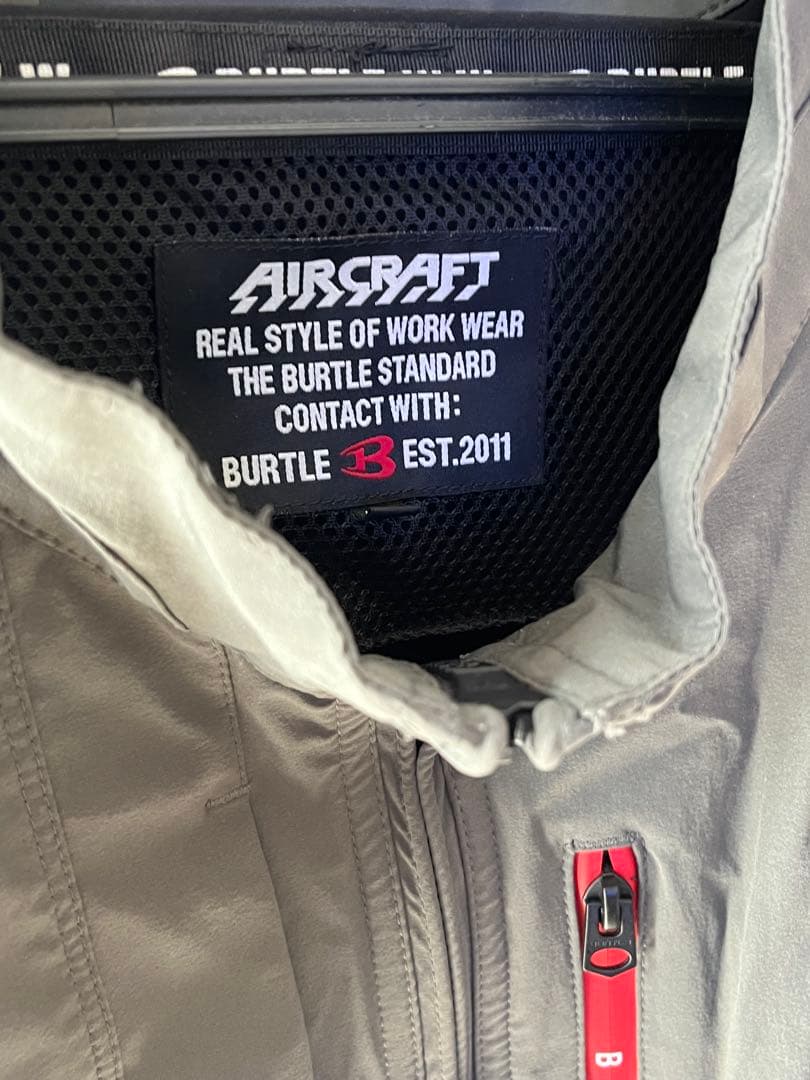 AIRCRAFT
REAL STYLE OF WORK WEAR
THE BURTLE STANDARD
CONTACT WITH:
BURTLE B EST.2011
B